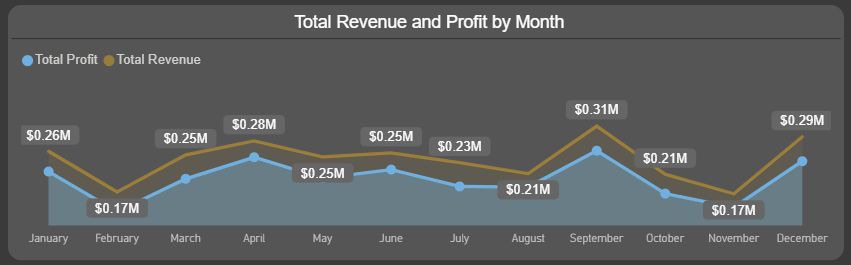 Total Revenue and Profit by Month
Total Profit Total Revenue
$0.26M
$0.17M
$0.25M
$0.28M
$0.25M
$0.25M
$0.23M
$0.21M
$0.31M
$0.21M
$0.17M
$0.29M
January February March April May June July August September October November December